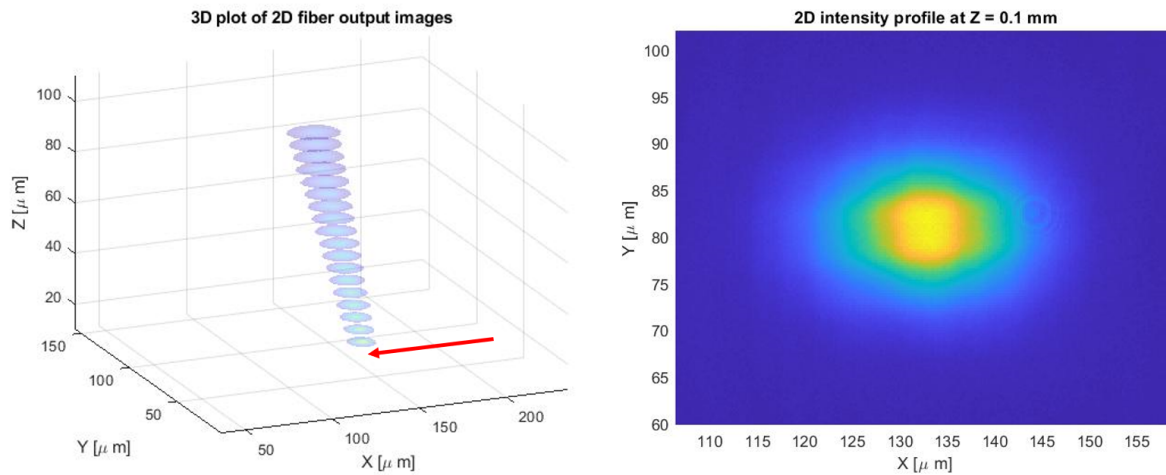 3D plot of 2D fiber output images
100
80
60
40
20
Z [μ m]
150
100
50
Y [μ m]
50
100
150
200
X [μ m]
2D intensity profile at Z = 0.1 mm
100
95
90
85
80
75
70
65
60
Y [μ m]
110 115 120 125 130 135 140 145 150 155
X [μ m]